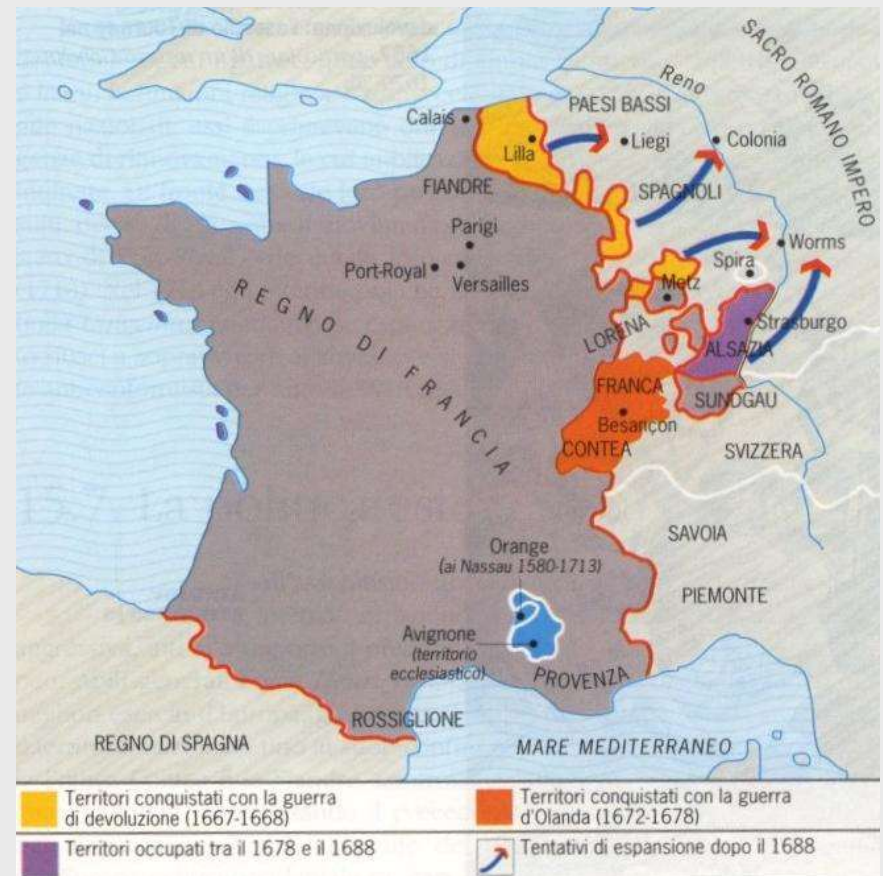 SACRO ROMANO IMPERO
Reno
PAESI BASSI
Calais
Lilla
Liegi
Colonia
FIANDRE
SPAGNOLI
Parigi
Worms
Spira
Port-Royal
Versailles
Metz
REGNO DI FRANCIA
LORENA
Strasburgo
ALSAZIA
FRANCA
SUNDGAU
Besançon
CONTEA
SVIZZERA
SAVOIA
Orange
(ai Nassau 1580-1713)
PIEMONTE
Avignone
(territorio
ecclesiastico)
PROVENZA
ROSSIGLIONE
REGNO DI SPAGNA
MARE MEDITERRANEO
Territori conquistati con la guerra
di devoluzione (1667-1668)
Territori conquistati con la guerra
d'Olanda (1672-1678)
Territori occupati tra il 1678 e il 1688
Tentativi di espansione dopo il 1688